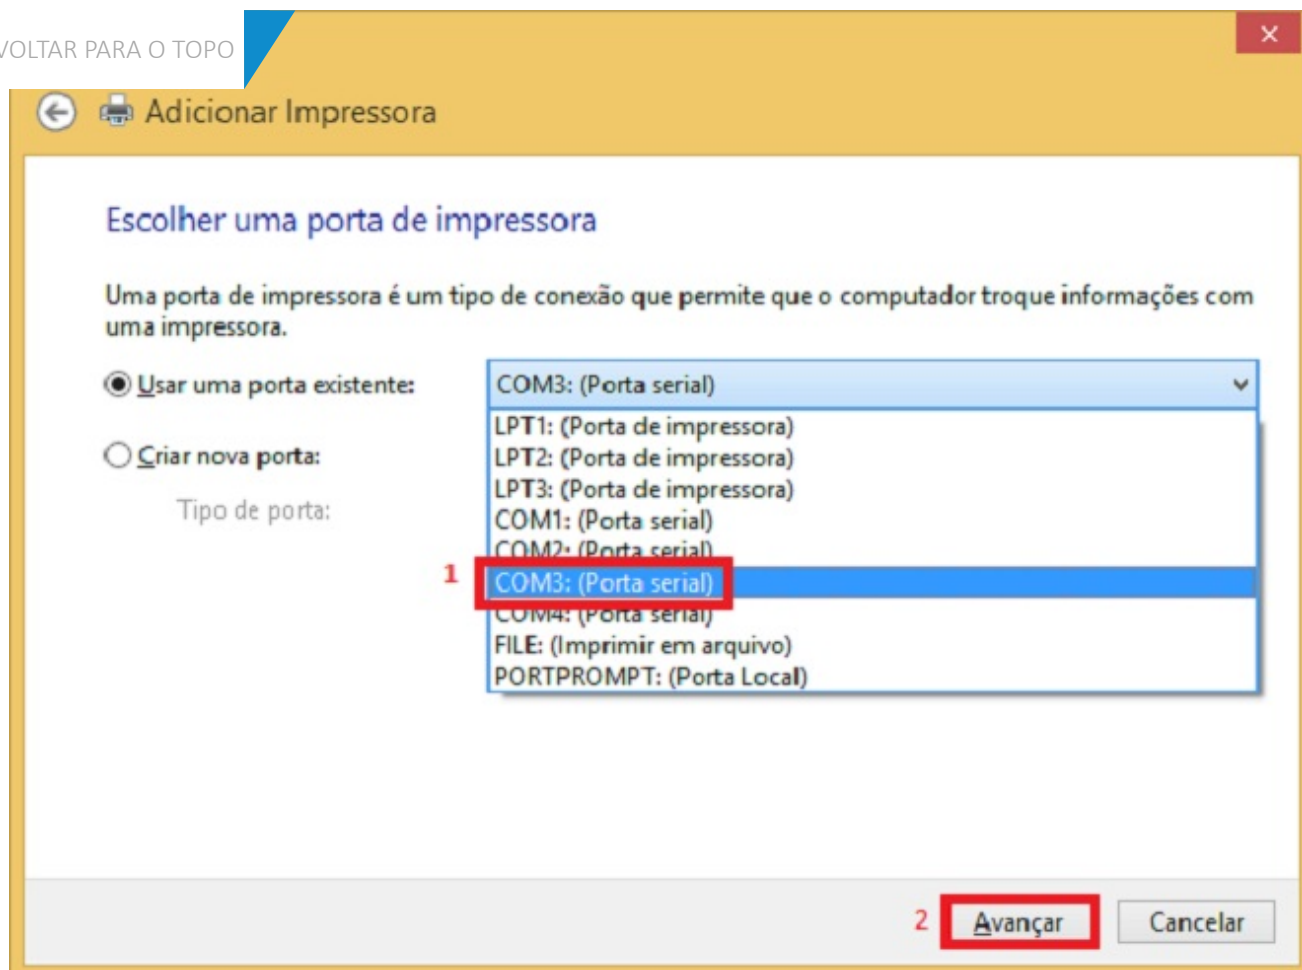 VOLTAR PARA O TOPO
Adicionar Impressora
Escolher uma porta de impressora
Uma porta de impressora é um tipo de conexão que permite que o computador troque informações com
uma impressora.
Usar uma porta existente:
COM3: (Porta serial)
LPT1: (Porta de impressora)
Criar nova porta:
LPT2: (Porta de impressora)
LPT3: (Porta de impressora)
Tipo de porta:
COM1: (Porta serial)
COM2: (Porta serial)
1
COM3: (Porta serial)
COM4: (Porta serial)
FILE: (Imprimir em arquivo)
PORTPROMPT: (Porta Local)
2
Avançar
Cancelar